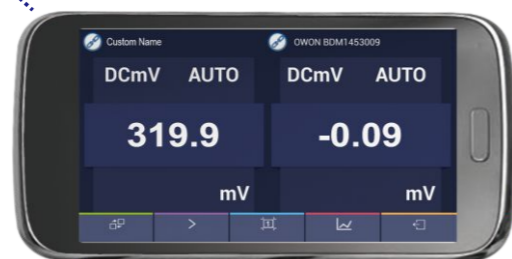 Custom Name
OWON BDM1453009
DCmV AUTO
DCmV AUTO
319.9
-0.09
mV
mV